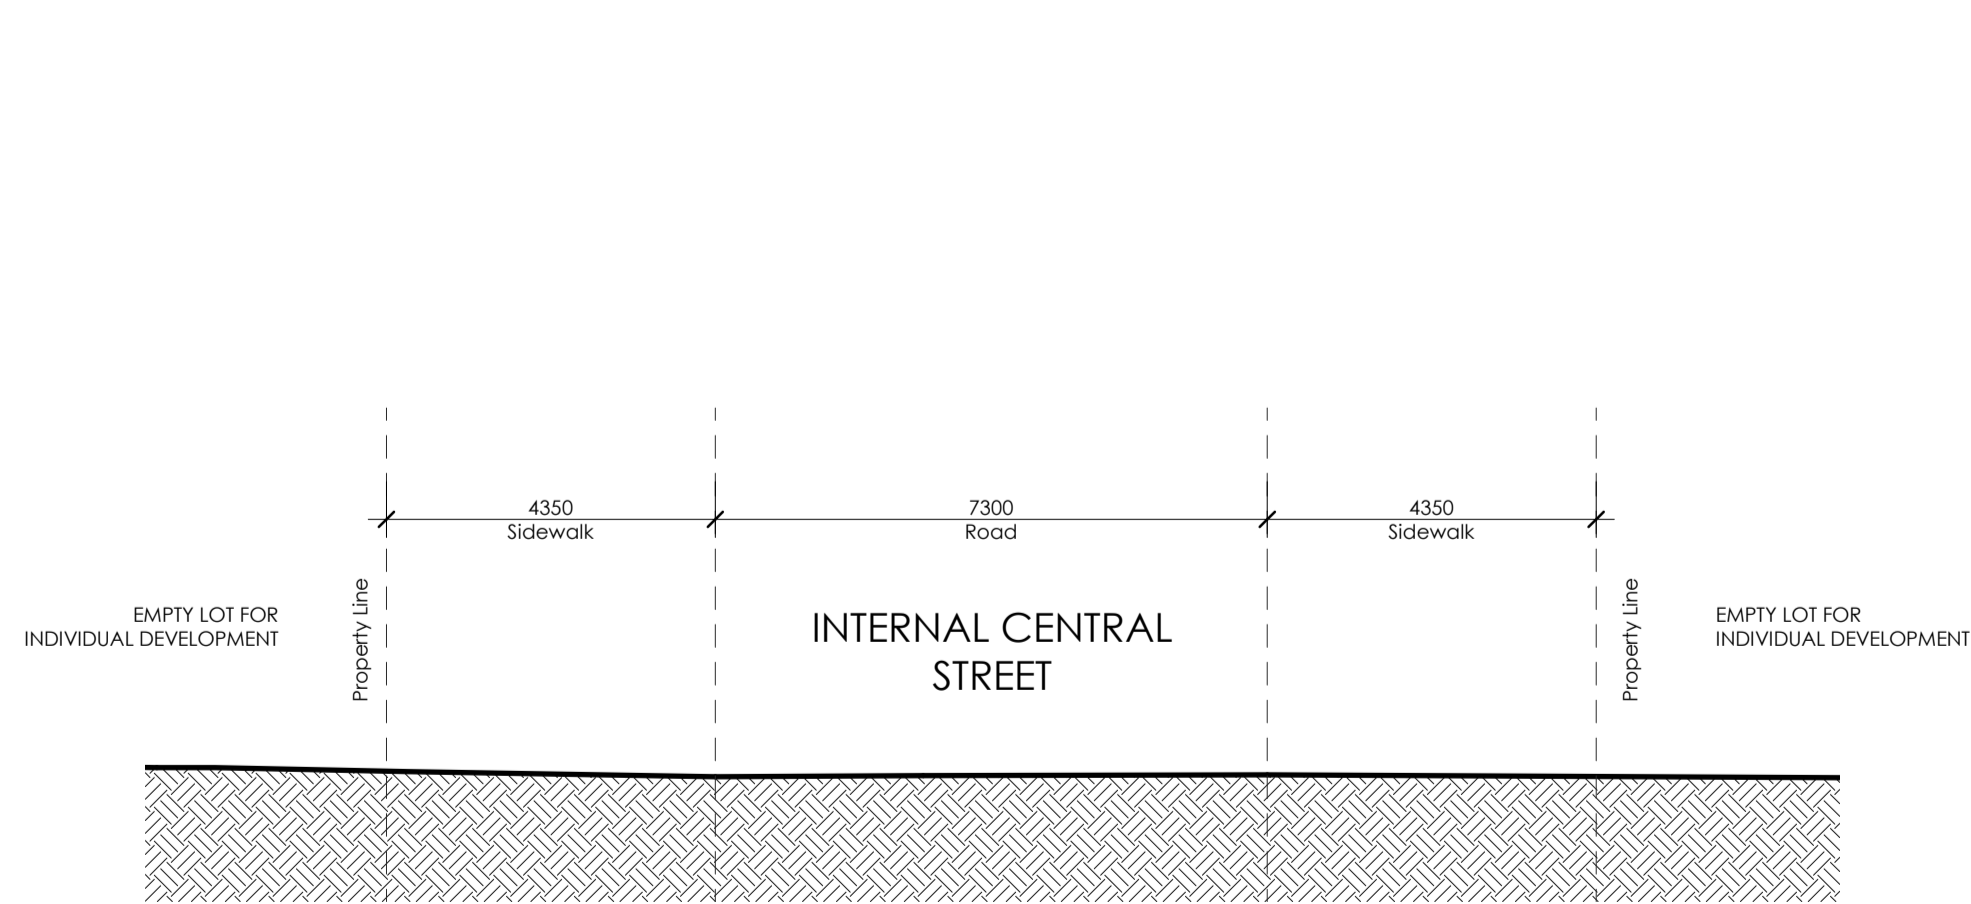 4350
Sidewalk
7300
Road
4350
Sidewalk
EMPTY LOT FOR
INDIVIDUAL DEVELOPMENT
Property Line
INTERNAL CENTRAL
STREET
Property Line
EMPTY LOT FOR
INDIVIDUAL DEVELOPMENT